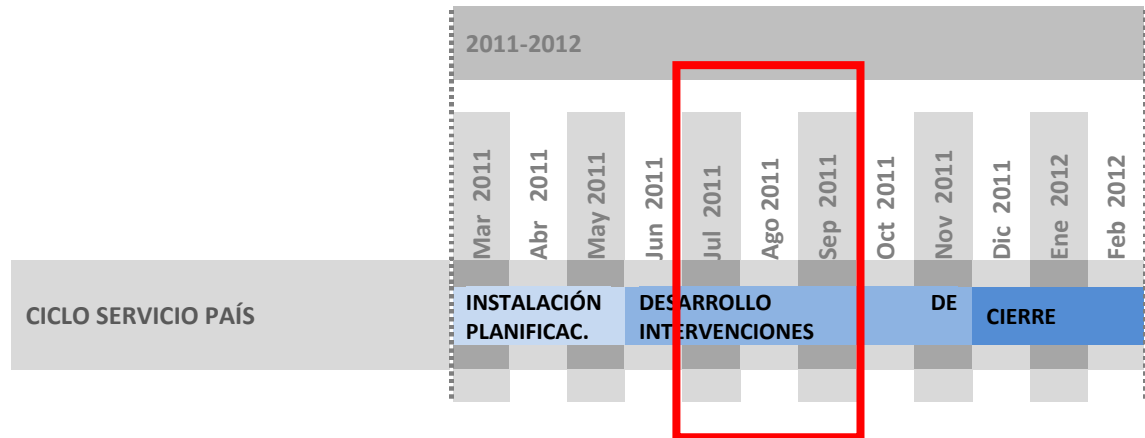 2011-2012
Mar 2011
Abr 2011
May 2011
Jun 2011
Jul 2011
Ago 2011
Sep 2011
Oct 2011
Nov 2011
Dic 2011
Ene 2012
Feb 2012
CICLO SERVICIO PAÍS
INSTALACIÓN
PLANIFICAC.
DESARROLLO DE
INTERVENCIONES
CIERRE